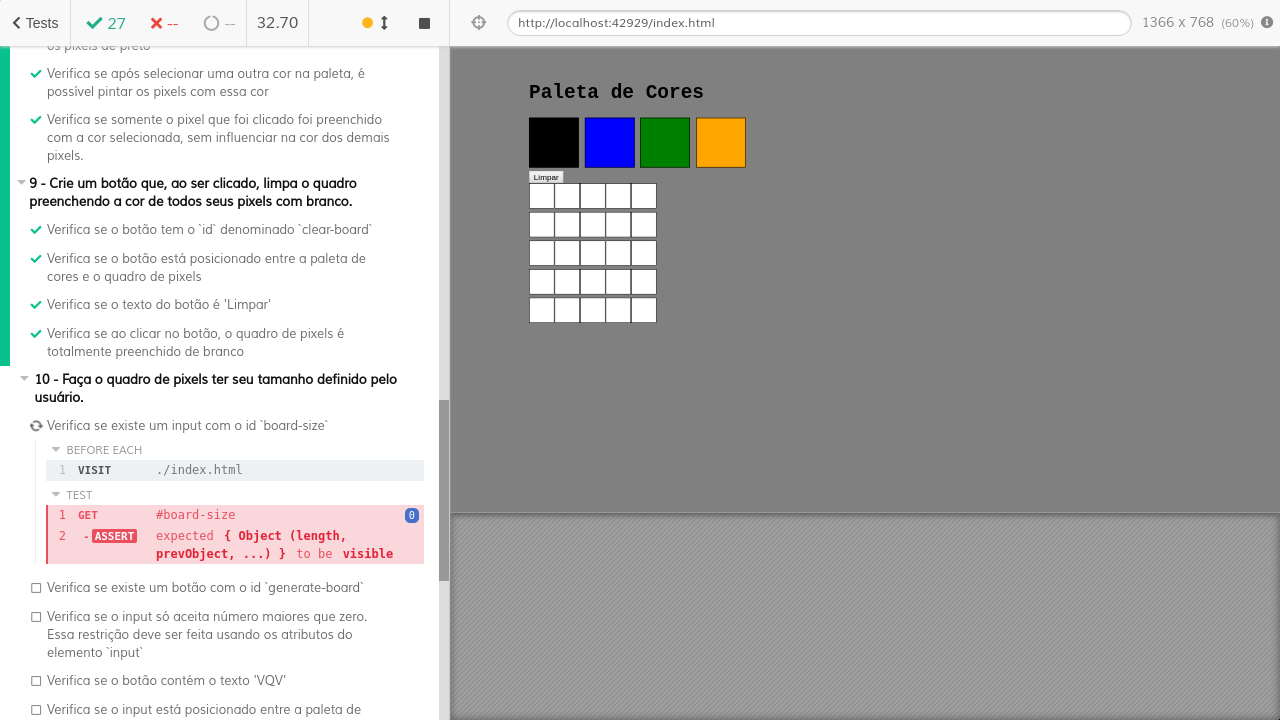 Tests
27
--
--
32.70
http://localhost:42929/index.html
1366 x 768 (60%)
os pixels de preto
Verifica se após selecionar uma outra cor na paleta, é
possível pintar os pixels com essa cor
Verifica se somente o pixel que foi clicado foi preenchido
com a cor selecionada, sem influenciar na cor dos demais
pixels.
9 - Crie um botão que, ao ser clicado, limpa o quadro
preenchendo a cor de todos seus pixels com branco.
Verifica se o botão tem o `id` denominado `clear-board`
Verifica se o botão está posicionado entre a paleta de
cores e o quadro de pixels
Verifica se o texto do botão é 'Limpar'
Verifica se ao clicar no botão, o quadro de pixels é
totalmente preenchido de branco
10 - Faça o quadro de pixels ter seu tamanho definido pelo
usuário.
Verifica se existe um input com o id `board-size`
BEFORE EACH
1 VISIT ./index.html
TEST
1 GET #board-size 0
2 -ASSERT expected { Object (length,
prevObject, ...) } to be visible
Verifica se existe um botão com o id `generate-board`
Verifica se o input só aceita número maiores que zero.
Essa restrição deve ser feita usando os atributos do
elemento `input`
Verifica se o botão contém o texto 'VQV'
Verifica se o input está posicionado entre a paleta de
Paleta de Cores
Limpar